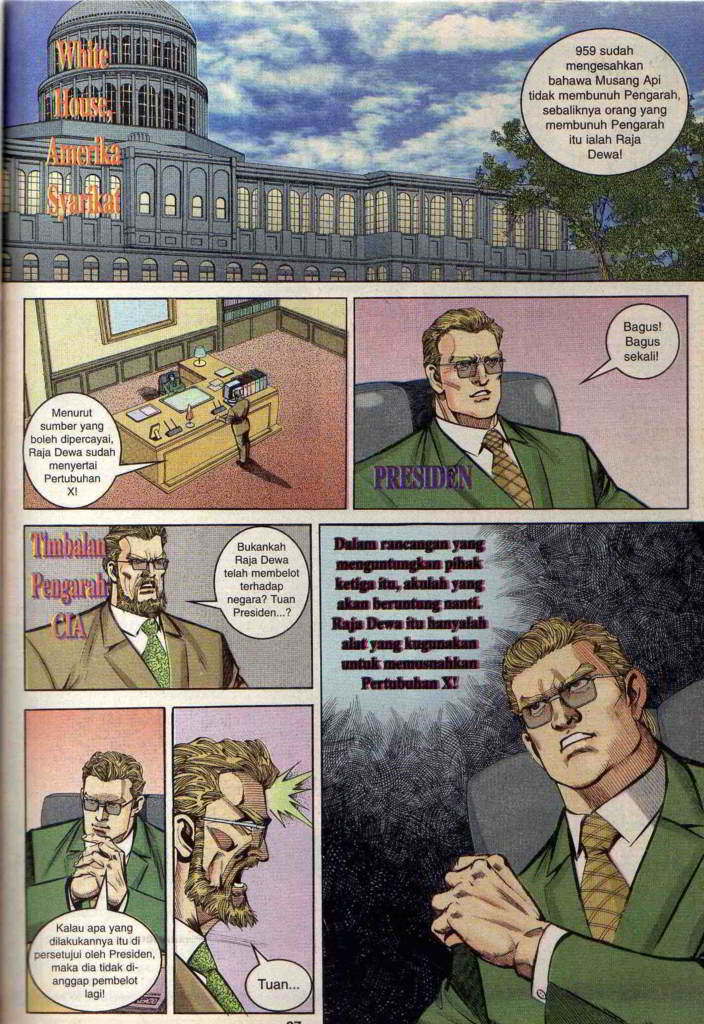 White
House,
Amerika
Syarikat
959 sudah
mengesahkan
bahawa Musang Api
tidak membunuh Pengarah,
sebaliknya orang yang
membunuh Pengarah
itu ialah Raja
Dewa!
Menurut
sumber yang
boleh dipercayai,
Raja Dewa sudah
menyertai
Pertubuhan
X!
Bagus!
Bagus
sekali!
PRESIDEN
Timbalan
Pengarah
CIA
Bukankah
Raja Dewa
telah membelot
terhadap
negara? Tuan
Presiden...?
Dalam rancangan yang
menguntungkan pihak
ketiga itu, akulah yang
akan beruntung nanti.
Raja Dewa itu hanyalah
alat yang kugunakan
untuk memusnahkan
Pertubuhan X!
Kalau apa yang
dilakukannya itu di
persetujui oleh Presiden,
maka dia tidak di-
anggap pembelot
lagi!
Tuan...